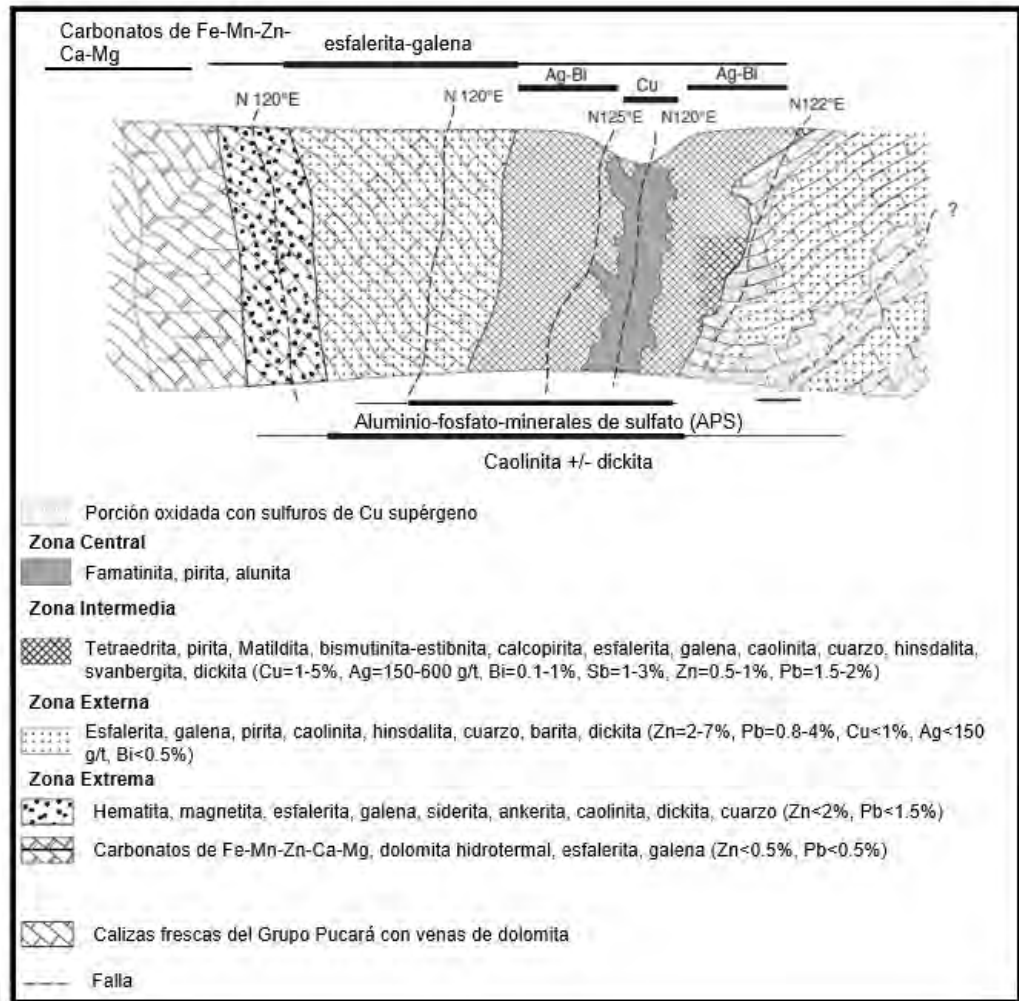 Carbonatos de Fe-Mn-Zn-
Ca-Mg
esfalerita-galena
Ag-Bi
Cu
Ag-Bi
N 120°E
N 120°E
N125°E
N120°E
N122°E
?
Aluminio-fosfato-minerales de sulfato (APS)
Caolinita +/- dickita
Porción oxidada con sulfuros de Cu supérgeno
Zona Central
Famatinita, pirita, alunita
Zona Intermedia
Tetraedrita, pirita, Matildita, bismutinita-estibnita, calcopirita, esfalerita, galena, caolinita, cuarzo, hinsdalita,
svanbergita, dickita (Cu=1-5%, Ag=150-600 g/t, Bi=0.1-1%, Sb=1-3%, Zn=0.5-1%, Pb=1.5-2%)
Zona Externa
Esfalerita, galena, pirita, caolinita, hinsdalita, cuarzo, barita, dickita (Zn=2-7%, Pb=0.8-4%, Cu<1%, Ag<150
g/t, Bi<0.5%)
Zona Extrema
Hematita, magnetita, esfalerita, galena, siderita, ankerita, caolinita, dickita, cuarzo (Zn<2%, Pb<1.5%)
Carbonatos de Fe-Mn-Zn-Ca-Mg, dolomita hidrotermal, esfalerita, galena (Zn<0.5%, Pb<0.5%)
Calizas frescas del Grupo Pucará con venas de dolomita
Falla